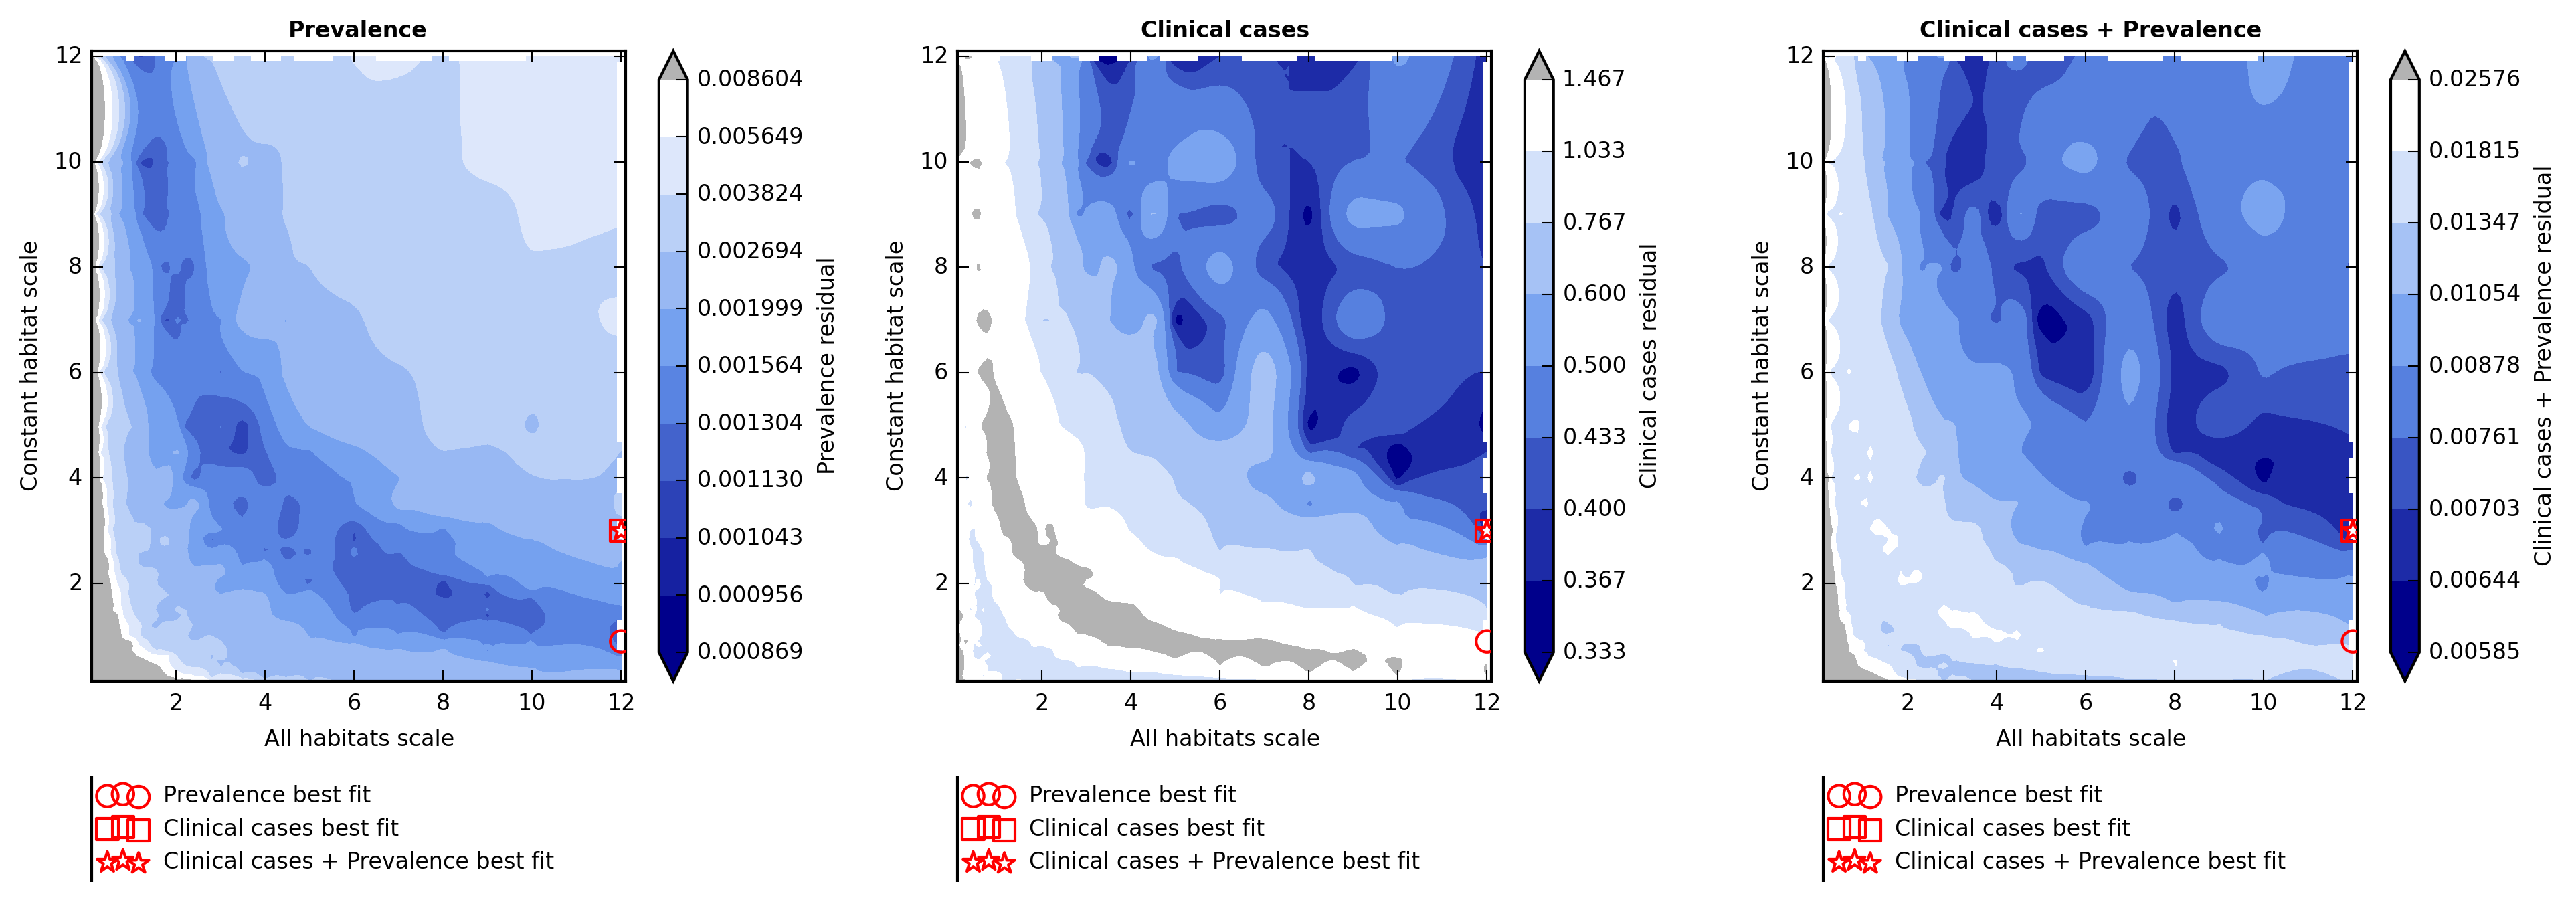 Prevalence
12
10
8
6
4
2
2 4 6 8 10 12
Constant habitat scale
All habitats scale
0.008604
0.005649
0.003824
0.002694
0.001999
0.001564
0.001304
0.001130
0.001043
0.000956
0.000869
Prevalence residual
Prevalence best fit
Clinical cases best fit
Clinical cases + Prevalence best fit
Clinical cases
12
10
8
6
4
2
2 4 6 8 10 12
Constant habitat scale
All habitats scale
1.467
1.033
0.767
0.600
0.500
0.433
0.400
0.367
0.333
Clinical cases residual
Prevalence best fit
Clinical cases best fit
Clinical cases + Prevalence best fit
Clinical cases + Prevalence
12
10
8
6
4
2
2 4 6 8 10 12
Constant habitat scale
All habitats scale
0.02576
0.01815
0.01347
0.01054
0.00878
0.00761
0.00703
0.00644
0.00585
Clinical cases + Prevalence residual
Prevalence best fit
Clinical cases best fit
Clinical cases + Prevalence best fit